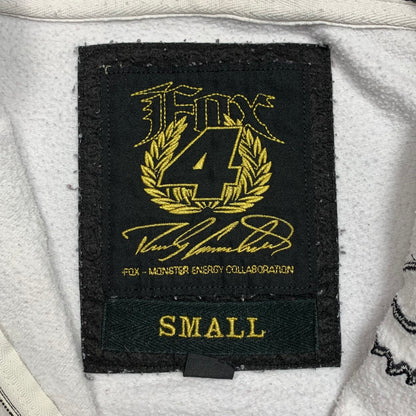 Fox
4
FOX - MONSTER ENERGY COLLABORATION
SMALL